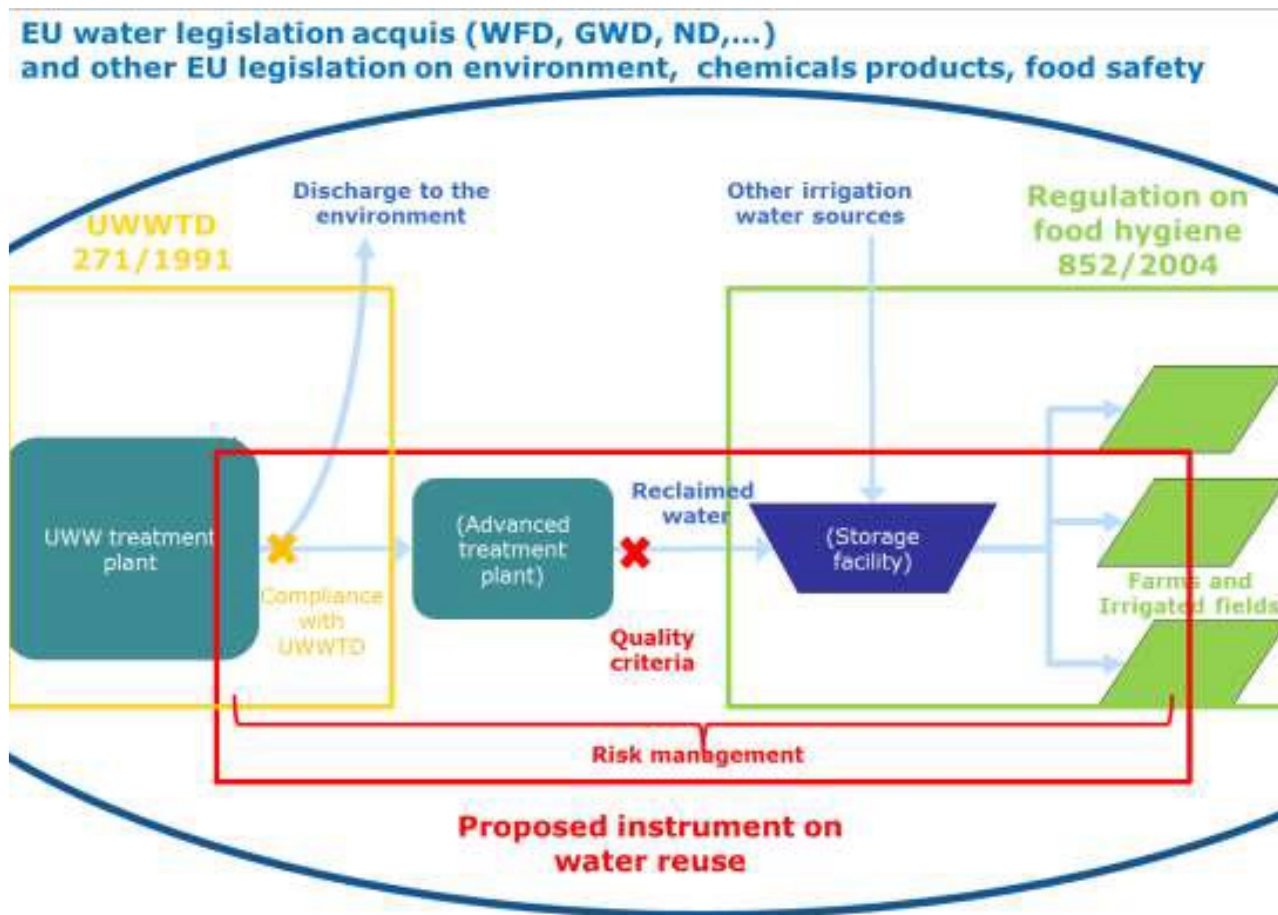 EU water legislation acquis (WFD, GWD, ND,...)
and other EU legislation on environment, chemicals products, food safety
Discharge to the
environment
Other irrigation
water sources
Regulation on
food hygiene
852/2004
UWWTD
271/1991
UWW treatment
plant
Compliance
with
UWWTD
(Advanced
treatment
plant)
Reclaimed
water
Quality
criteria
(Storage
facility)
Farms and
Irrigated fields
Risk management
Proposed instrument on
water reuse